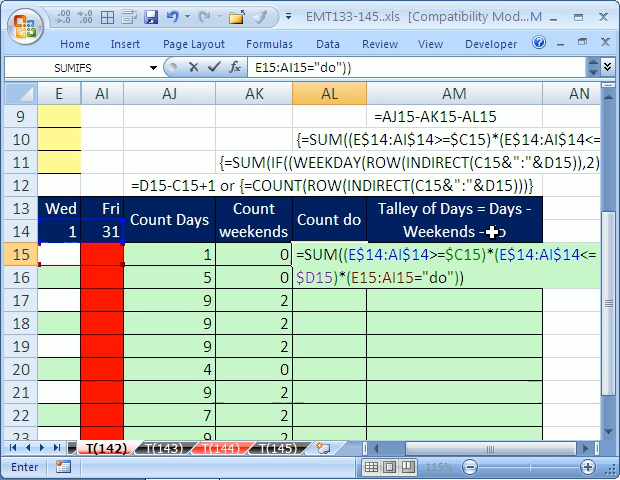 EMT133-145..xls [Compatibility Mod... M
Home Insert Page Layout Formulas Data View Developer
SUMIFS E15:AI15="do"))
E AI AJ AK AL AM AN
9 =AJ15-AK15-AL15
10 {=SUM((E$14:AI$14>=$C15)*(E$14:AI$14<=
11 {=SUM(IF((WEEKDAY(ROW(INDIRECT(C15&":"&D15)),2)
12 =D15-C15+1 or {=COUNT(ROW(INDIRECT(C15&":"&D15)))}
13 Wed Fri Count Days Count Count do Talley of Days = Days -
14 1 31 weekends Weekends - o
15 1 0 =SUM((E$14:AI$14>=$C15)*(E$14:AI$14<=
16 5 0 $D15)*(E15:AI15="do"))
17 9 2
18 9 2
19 9 2
20 4 0
21 9 2
22 7 2
23 9 2
T(142) T(143) T(144) T(145)
Enter 115%